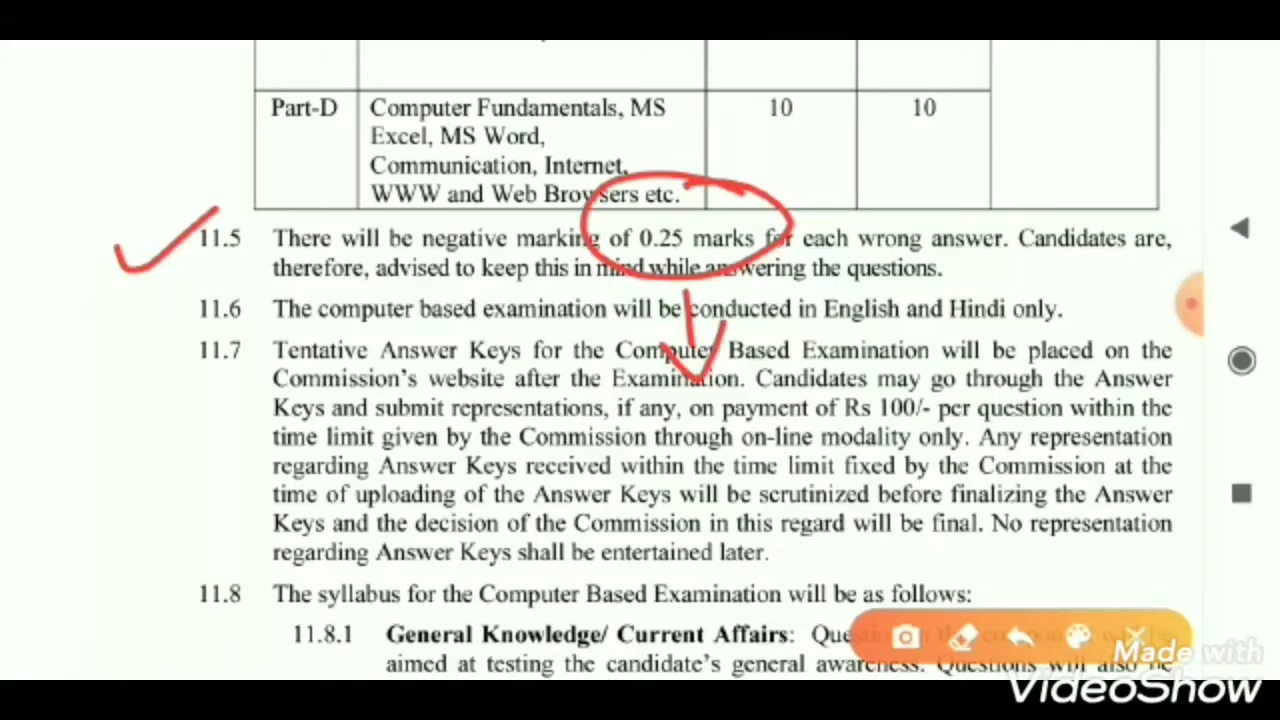 Part-D Computer Fundamentals, MS 10 10
Excel, MS Word,
Communication, Internet,
WWW and Web Browsers etc.
11.5 There will be negative marking of 0.25 marks for each wrong answer. Candidates are,
therefore, advised to keep this in mind while answering the questions.
11.6 The computer based examination will be conducted in English and Hindi only.
11.7 Tentative Answer Keys for the Computer Based Examination will be placed on the
Commission's website after the Examination. Candidates may go through the Answer
Keys and submit representations, if any, on payment of Rs 100/- per question within the
time limit given by the Commission through on-line modality only. Any representation
regarding Answer Keys received within the time limit fixed by the Commission at the
time of uploading of the Answer Keys will be scrutinized before finalizing the Answer
Keys and the decision of the Commission in this regard will be final. No representation
regarding Answer Keys shall be entertained later.
11.8 The syllabus for the Computer Based Examination will be as follows:
11.8.1 General Knowledge/ Current Affairs:
aimed at testing the candidate's general awareness. Questions will also be
Made with
VideoShow